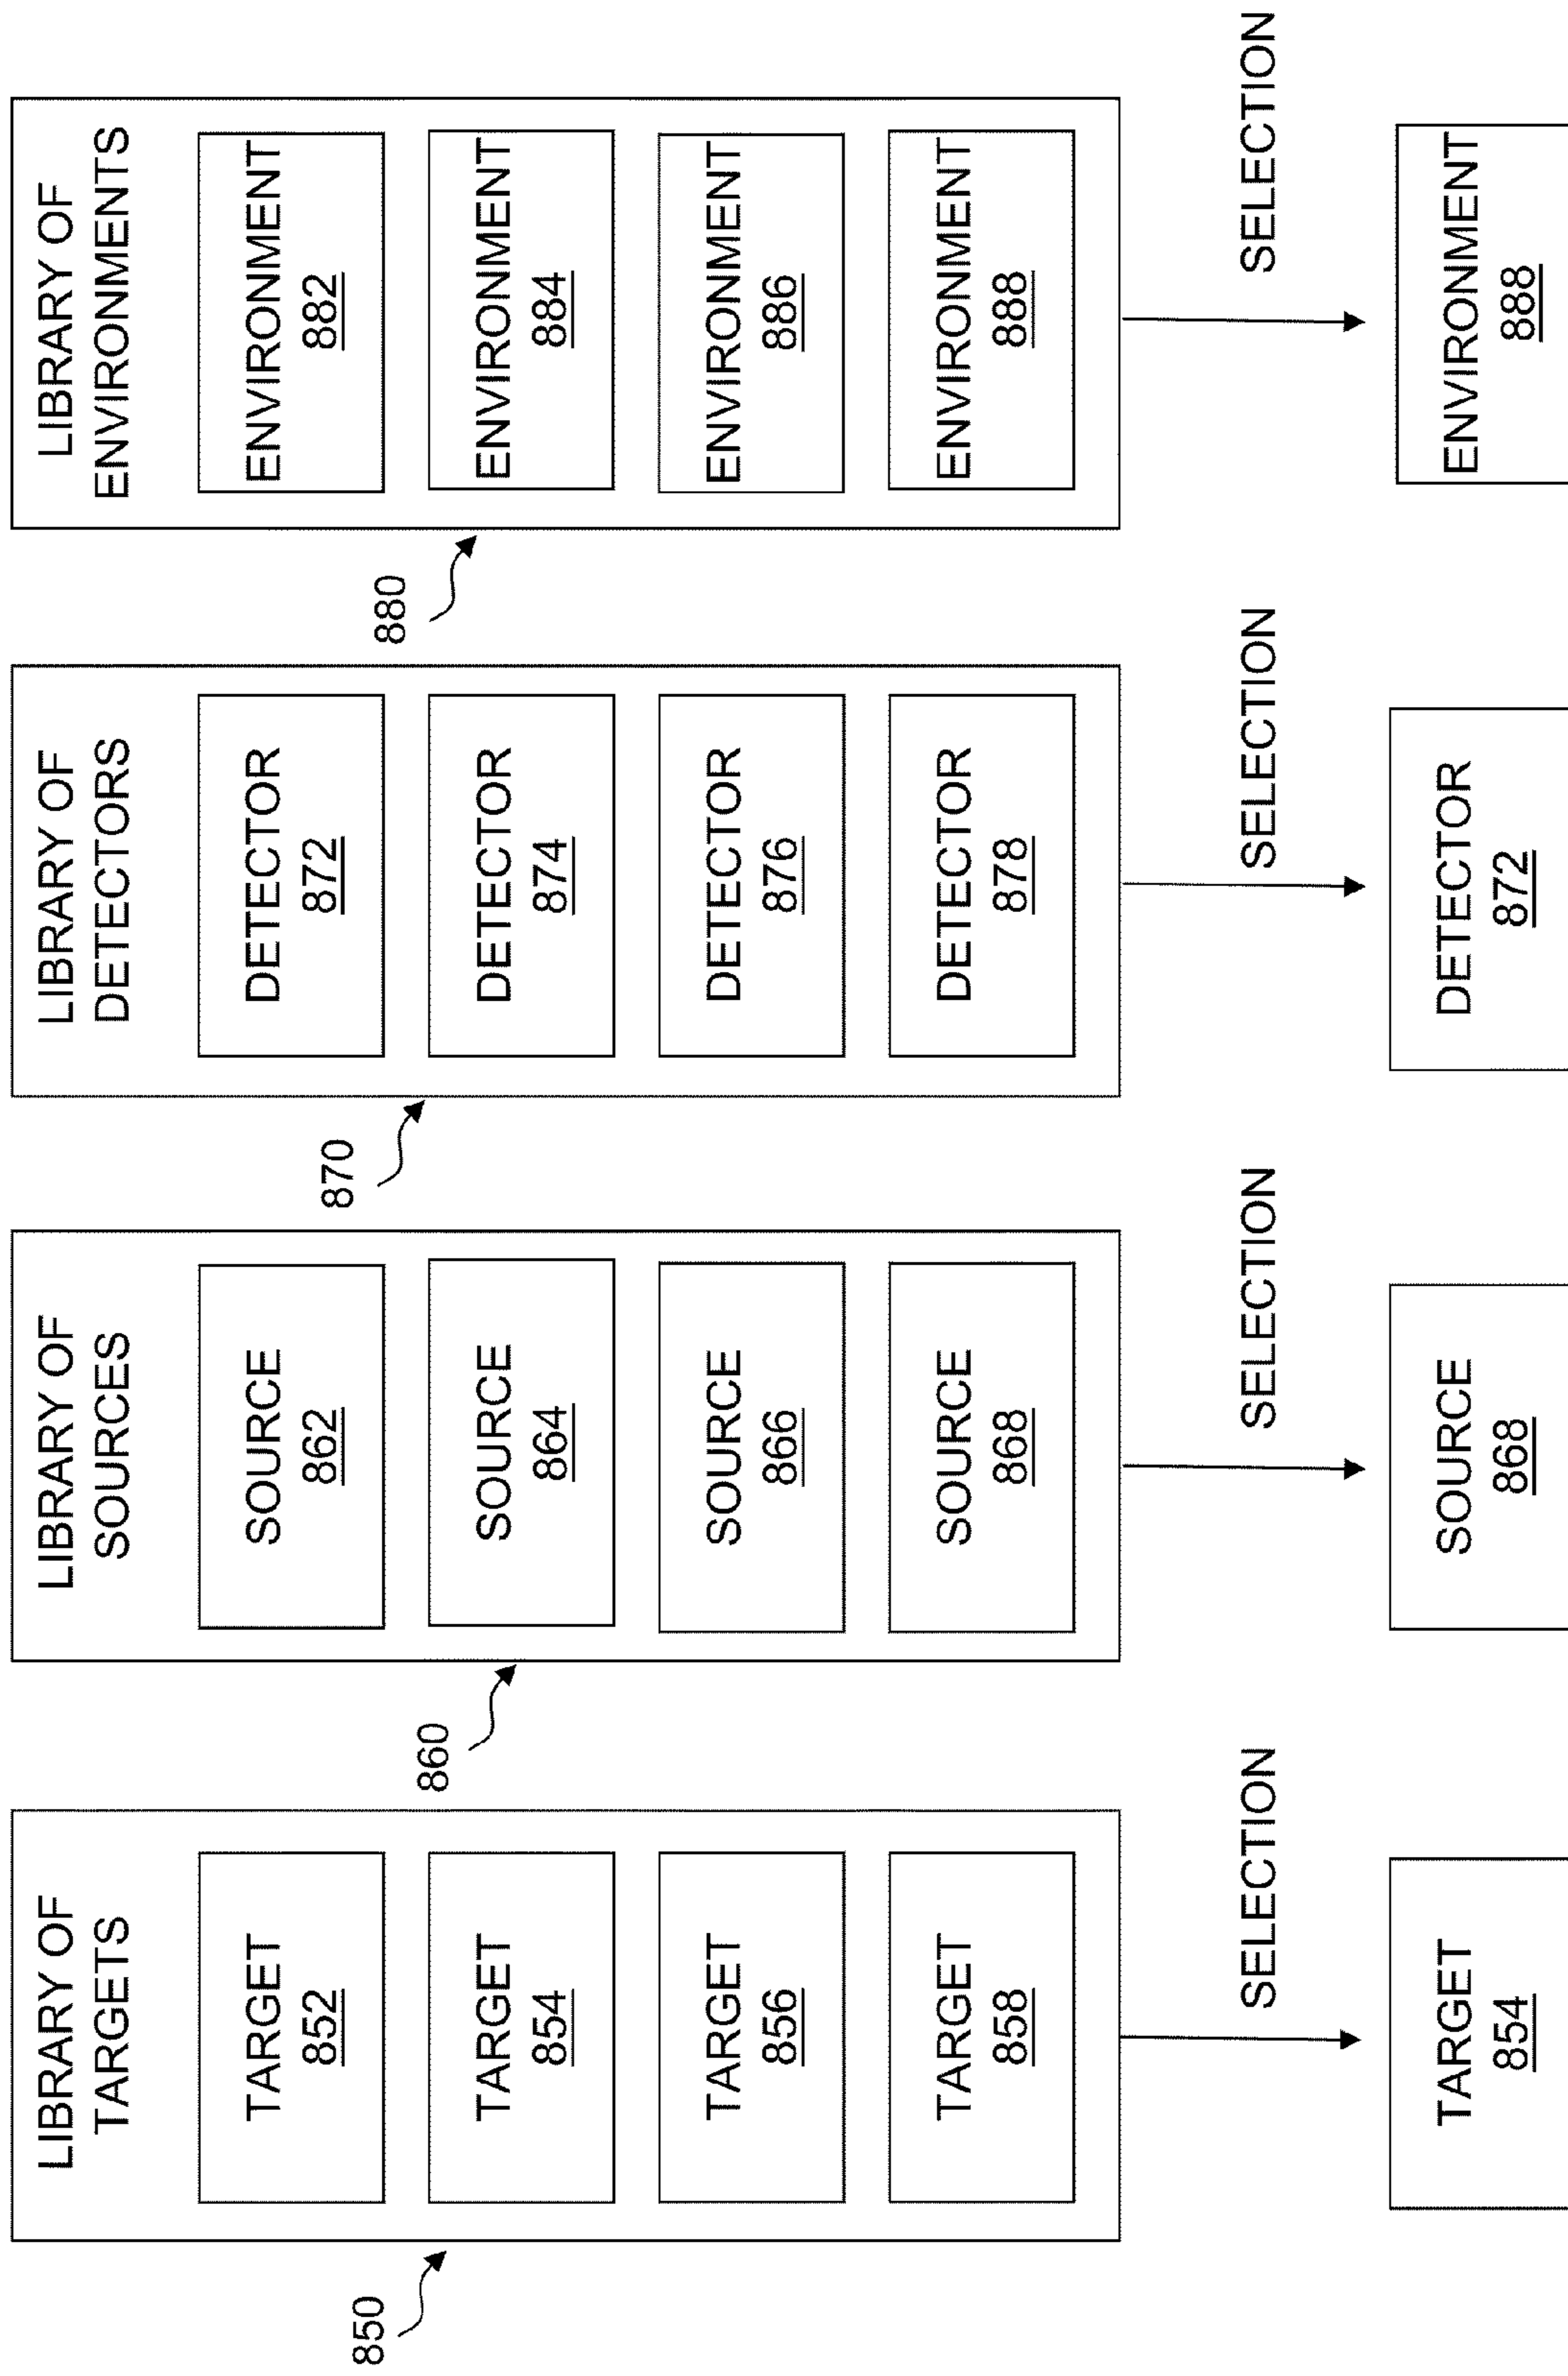 LIBRARY OF
TARGETS
TARGET
852
TARGET
854
TARGET
856
TARGET
858
850
SELECTION
TARGET
854
LIBRARY OF
SOURCES
SOURCE
862
SOURCE
864
SOURCE
866
SOURCE
868
860
SELECTION
SOURCE
868
LIBRARY OF
DETECTORS
DETECTOR
872
DETECTOR
874
DETECTOR
876
DETECTOR
878
870
SELECTION
DETECTOR
872
LIBRARY OF
ENVIRONMENTS
ENVIRONMENT
882
ENVIRONMENT
884
ENVIRONMENT
886
ENVIRONMENT
888
880
SELECTION
ENVIRONMENT
888